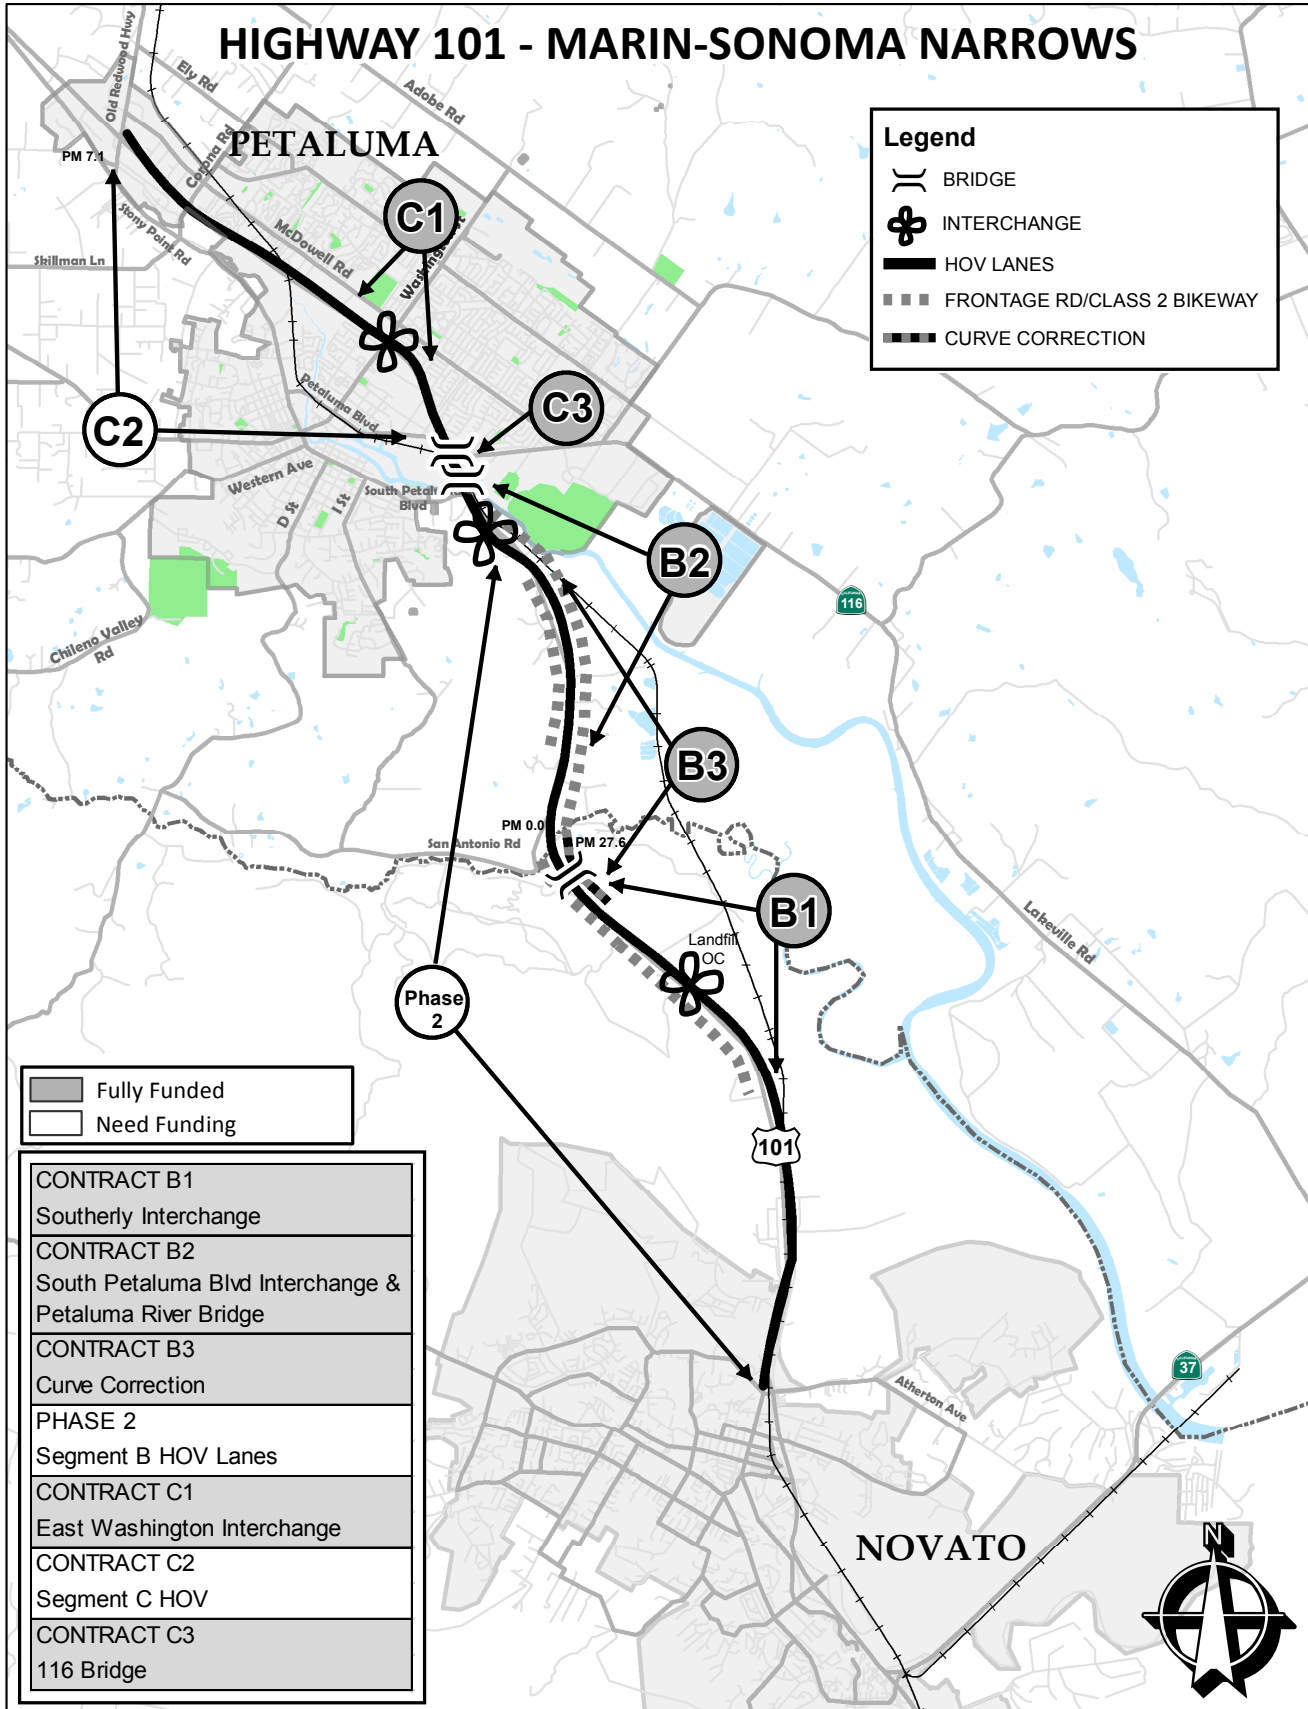 HIGHWAY 101 - MARIN-SONOMA NARROWS
Old Redwood Hwy
Ely Rd
Adobe Rd
PETALUMA
Corona Rd
PM 7.1
Stony Point Rd
Skillman Ln
McDowell Rd
C1
Washington St
Legend
BRIDGE
INTERCHANGE
HOV LANES
FRONTAGE RD/CLASS 2 BIKEWAY
CURVE CORRECTION
C2
Petaluma Blvd
C3
Western Ave
D St
I St
South Petal
Blvd
B2
116
Chileno Valley
Rd
B3
PM 0.0
San Antonio Rd
PM 27.6
B1
Landfill
OC
Lakeville Rd
Phase
2
101
Fully Funded
Need Funding
CONTRACT B1
Southerly Interchange
CONTRACT B2
South Petaluma Blvd Interchange &
Petaluma River Bridge
CONTRACT B3
Curve Correction
PHASE 2
Segment B HOV Lanes
CONTRACT C1
East Washington Interchange
CONTRACT C2
Segment C HOV
CONTRACT C3
116 Bridge
37
Atherton Ave
NOVATO
N